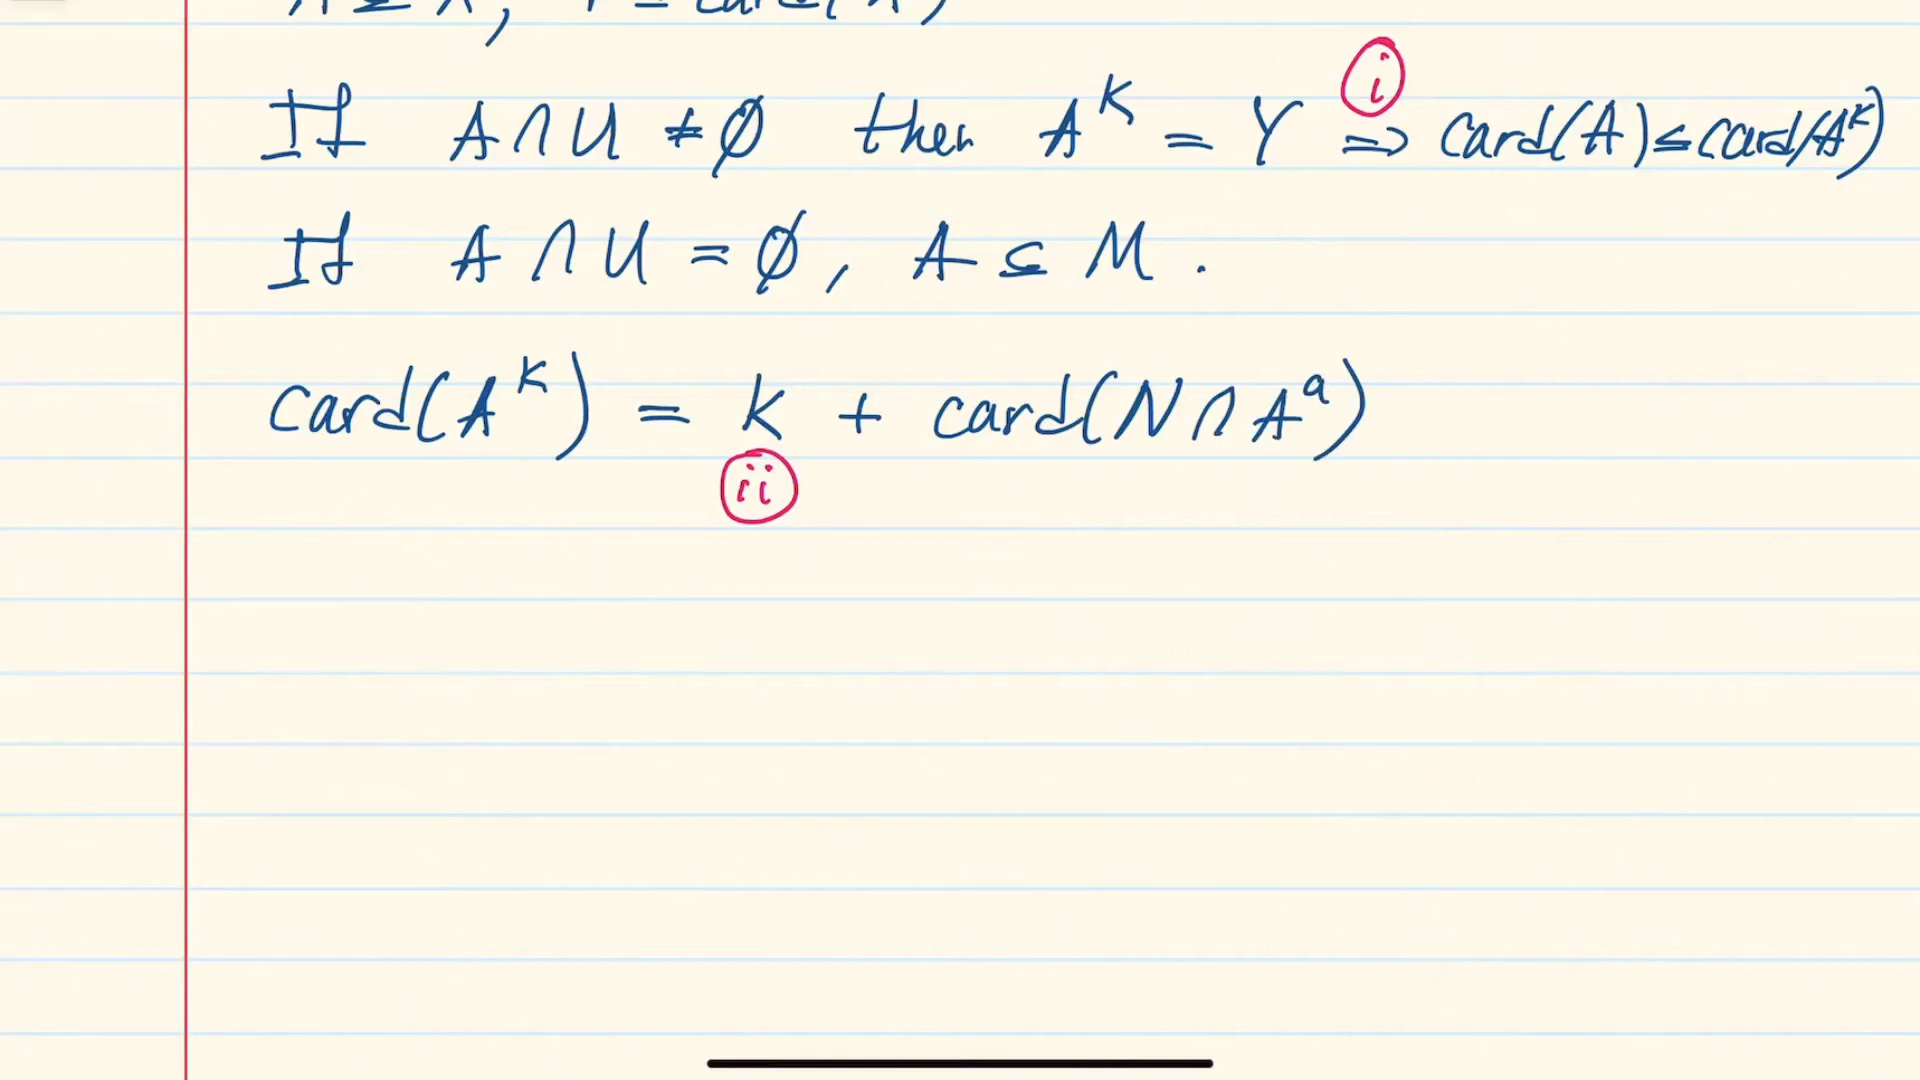 If A ∩ U ≠ ∅ then A^K = Y ⇒ card(A) ≤ card(A^K)
i
If A ∩ U = ∅, A ⊆ M.
card(A^K) = K + card(N ∩ A^a)
ii